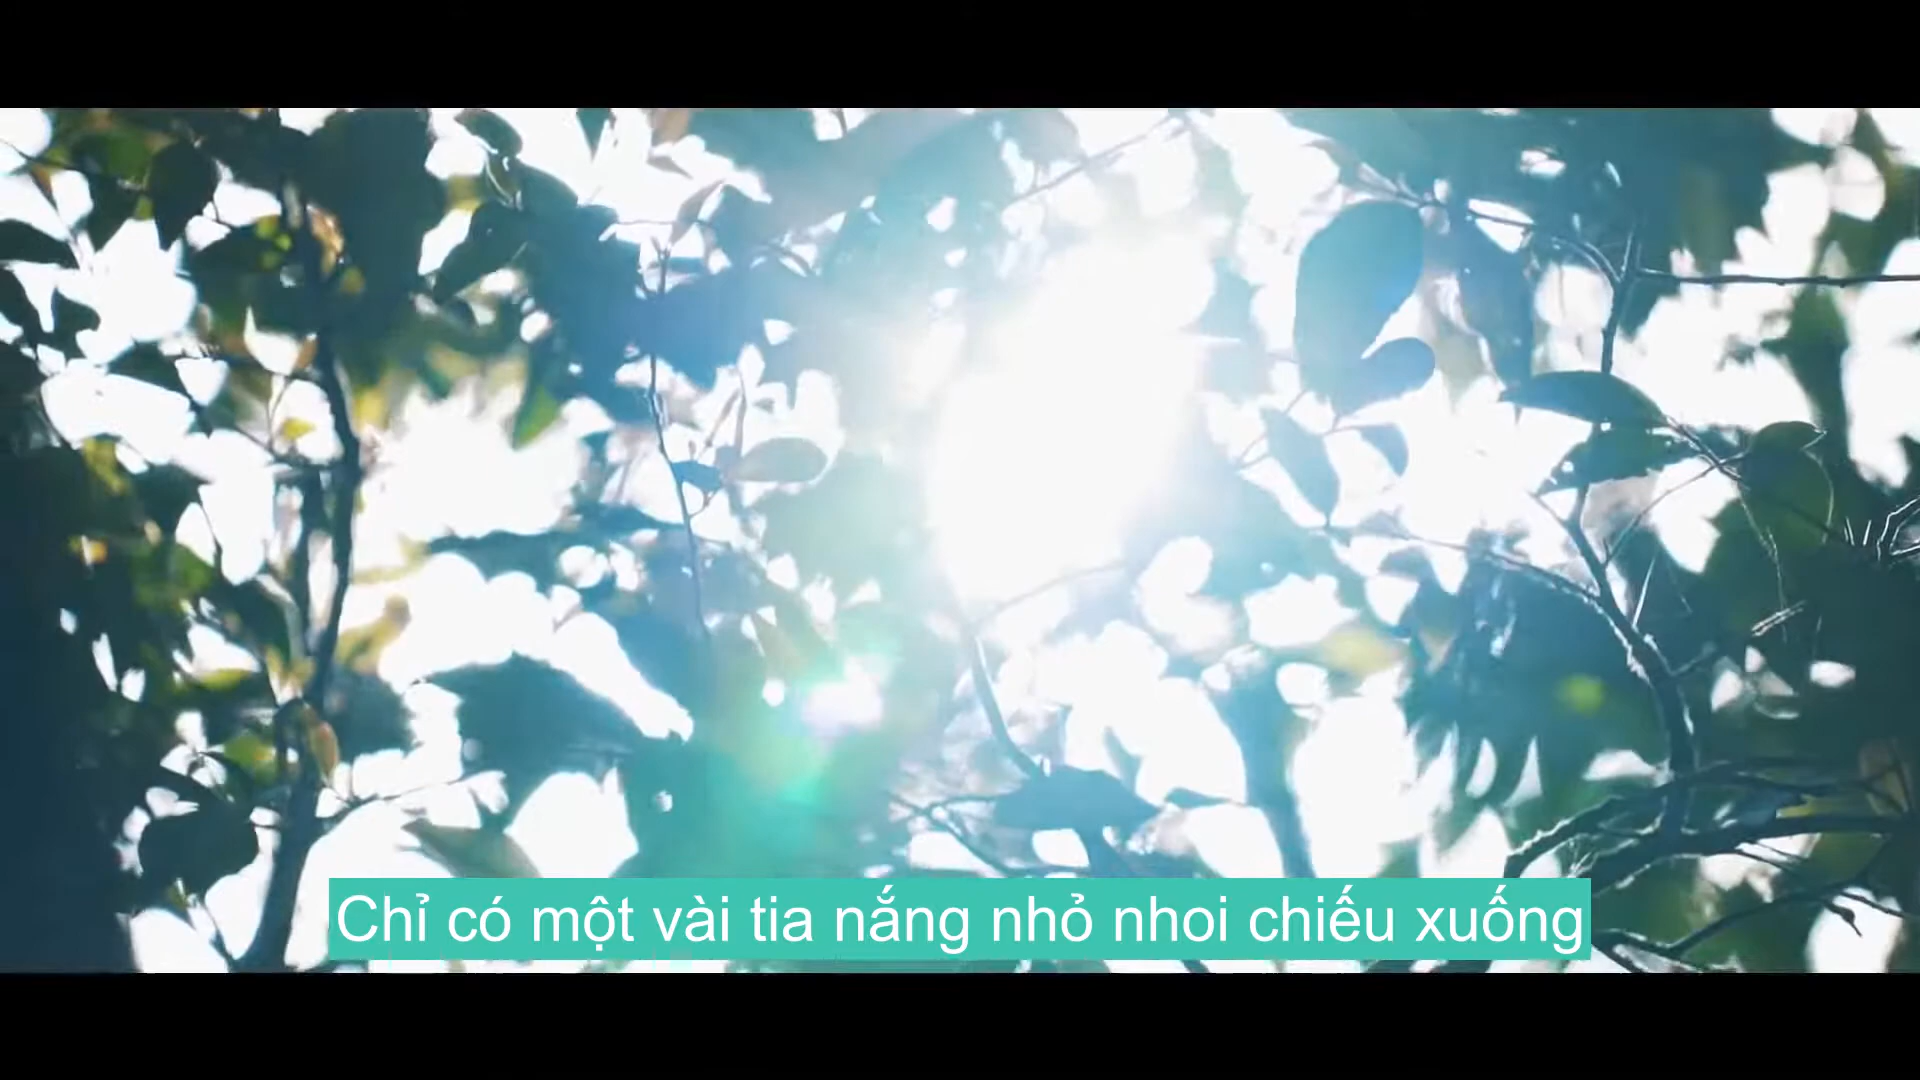 Chỉ có một vài tia nắng nhỏ nhoi chiếu xuống